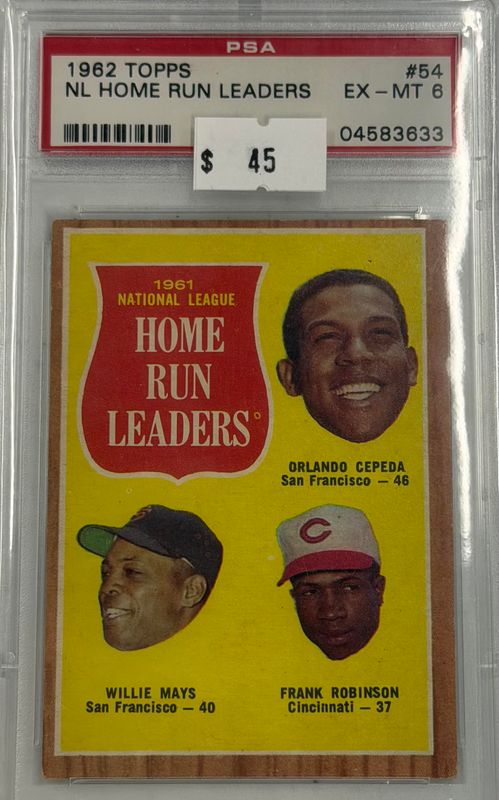 PSA
1962 TOPPS #54
NL HOME RUN LEADERS EX - MT 6
04583633
$ 45
1961
NATIONAL LEAGUE
HOME
RUN
LEADERS
ORLANDO CEPEDA
San Francisco — 46
C
WILLIE MAYS
San Francisco — 40
FRANK ROBINSON
Cincinnati — 37